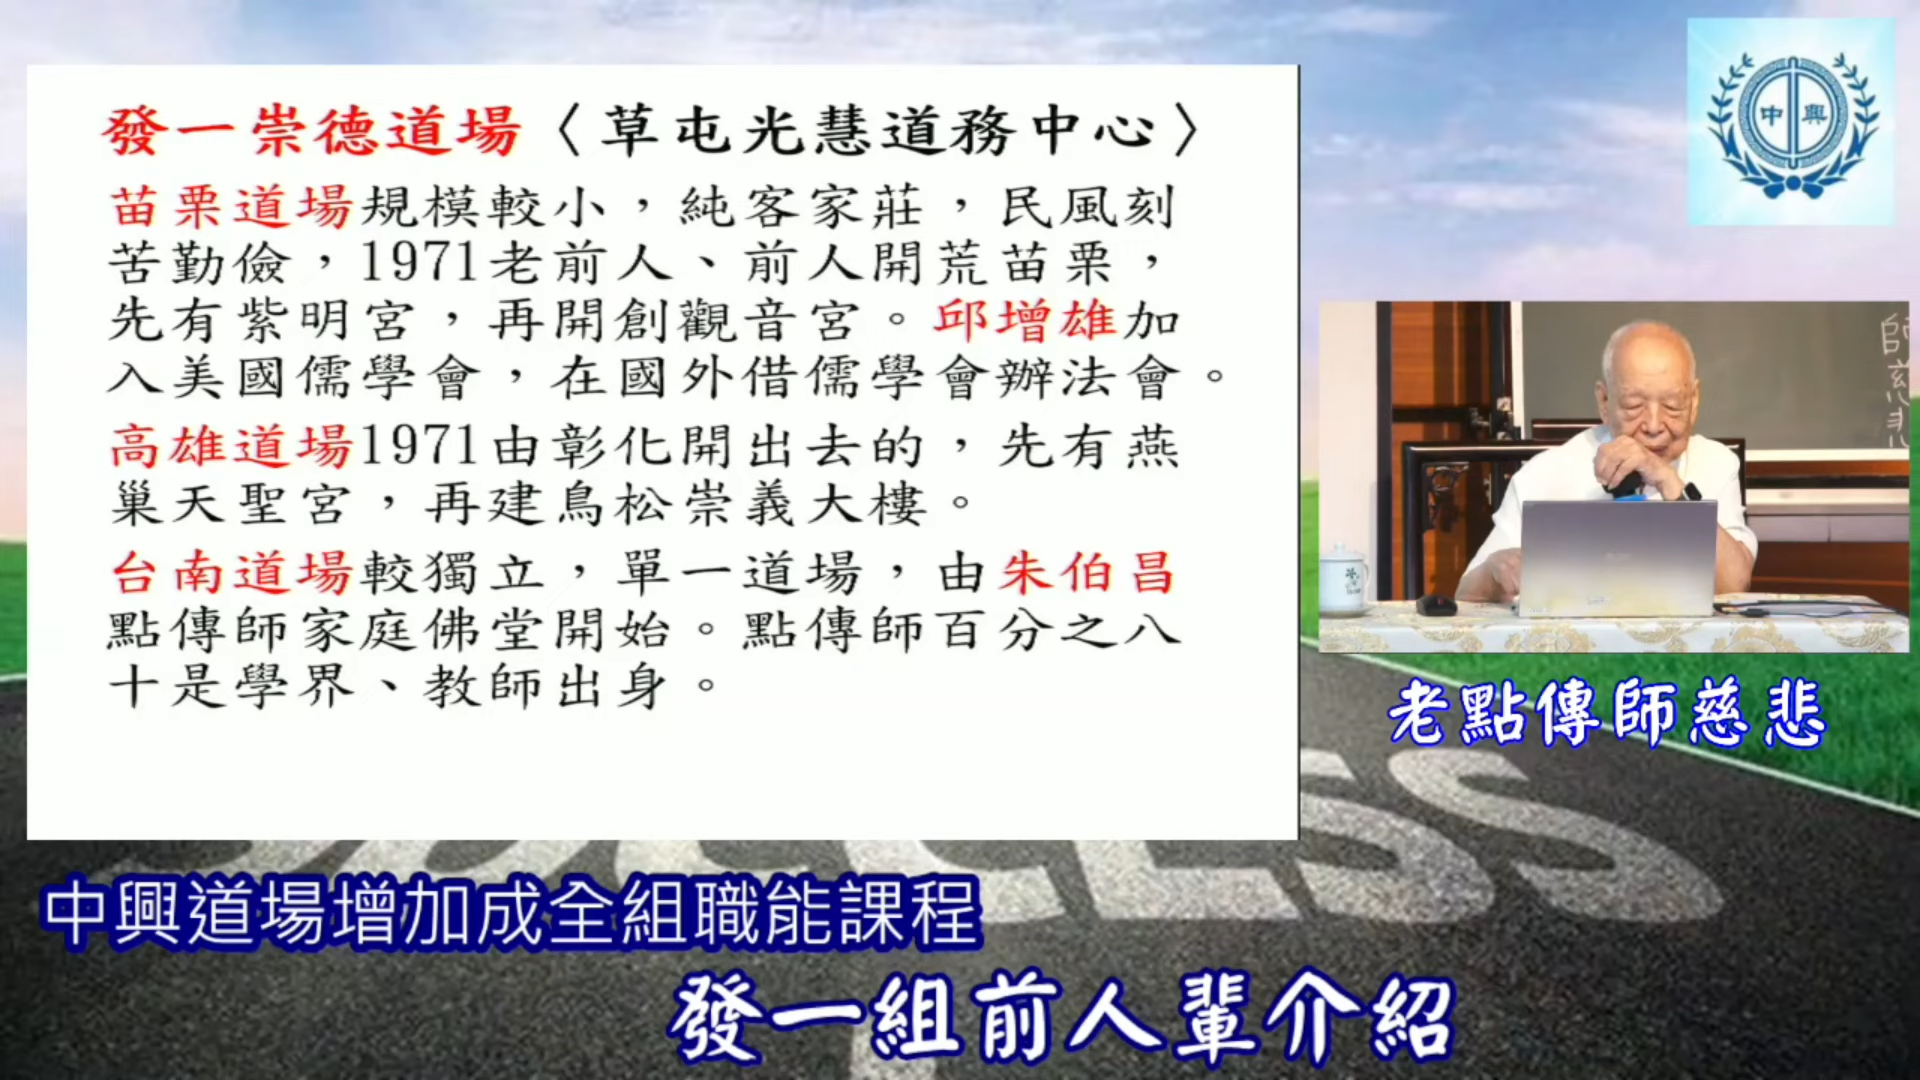 發一崇德道場〈草屯光慧道務中心〉
苗栗道場規模較小，純客家莊，民風刻
苦勤儉，1971老前人、前人開荒苗栗，
先有紫明宮，再開創觀音宮。邱增雄加
入美國儒學會，在國外借儒學會辦法會。
高雄道場1971由彰化開出去的，先有燕
巢天聖宮，再建鳥松崇義大樓。
台南道場較獨立，單一道場，由朱伯昌
點傳師家庭佛堂開始。點傳師百分之八
十是學界、教師出身。
中興
師慈悲
老點傳師慈悲
SUCCESS
中興道場增加成全組職能課程
發一組前人輩介紹